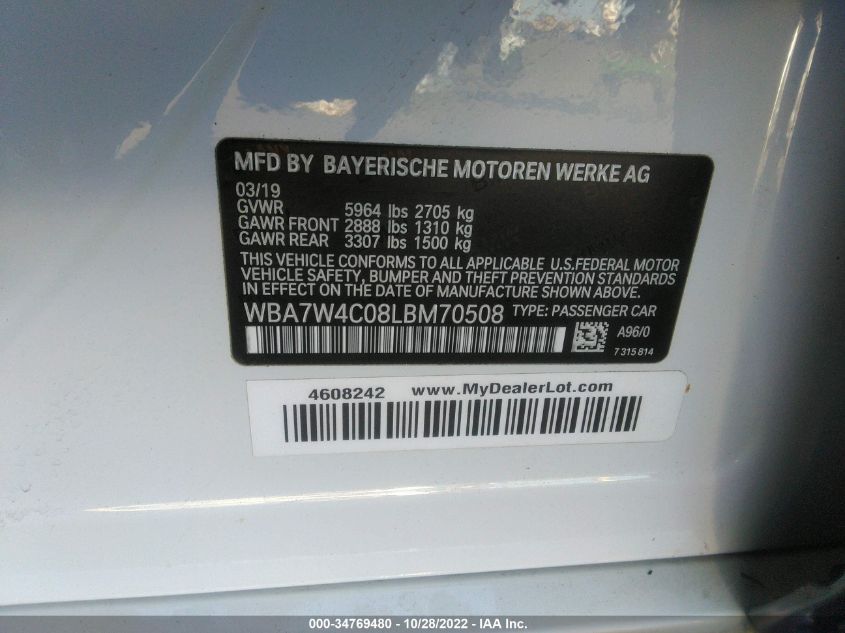 MFD BY BAYERISCHE MOTOREN WERKE AG
03/19
GVWR 5964 lbs 2705 kg
GAWR FRONT 2888 lbs 1310 kg
GAWR REAR 3307 lbs 1500 kg
THIS VEHICLE CONFORMS TO ALL APPLICABLE U.S.FEDERAL MOTOR
VEHICLE SAFETY, BUMPER AND THEFT PREVENTION STANDARDS
IN EFFECT ON THE DATE OF MANUFACTURE SHOWN ABOVE.
WBA7W4C08LBM70508 TYPE: PASSENGER CAR
A96/0
7 315 814
4608242 www.MyDealerLot.com
000-34769480 - 10/28/2022 - IAA Inc.